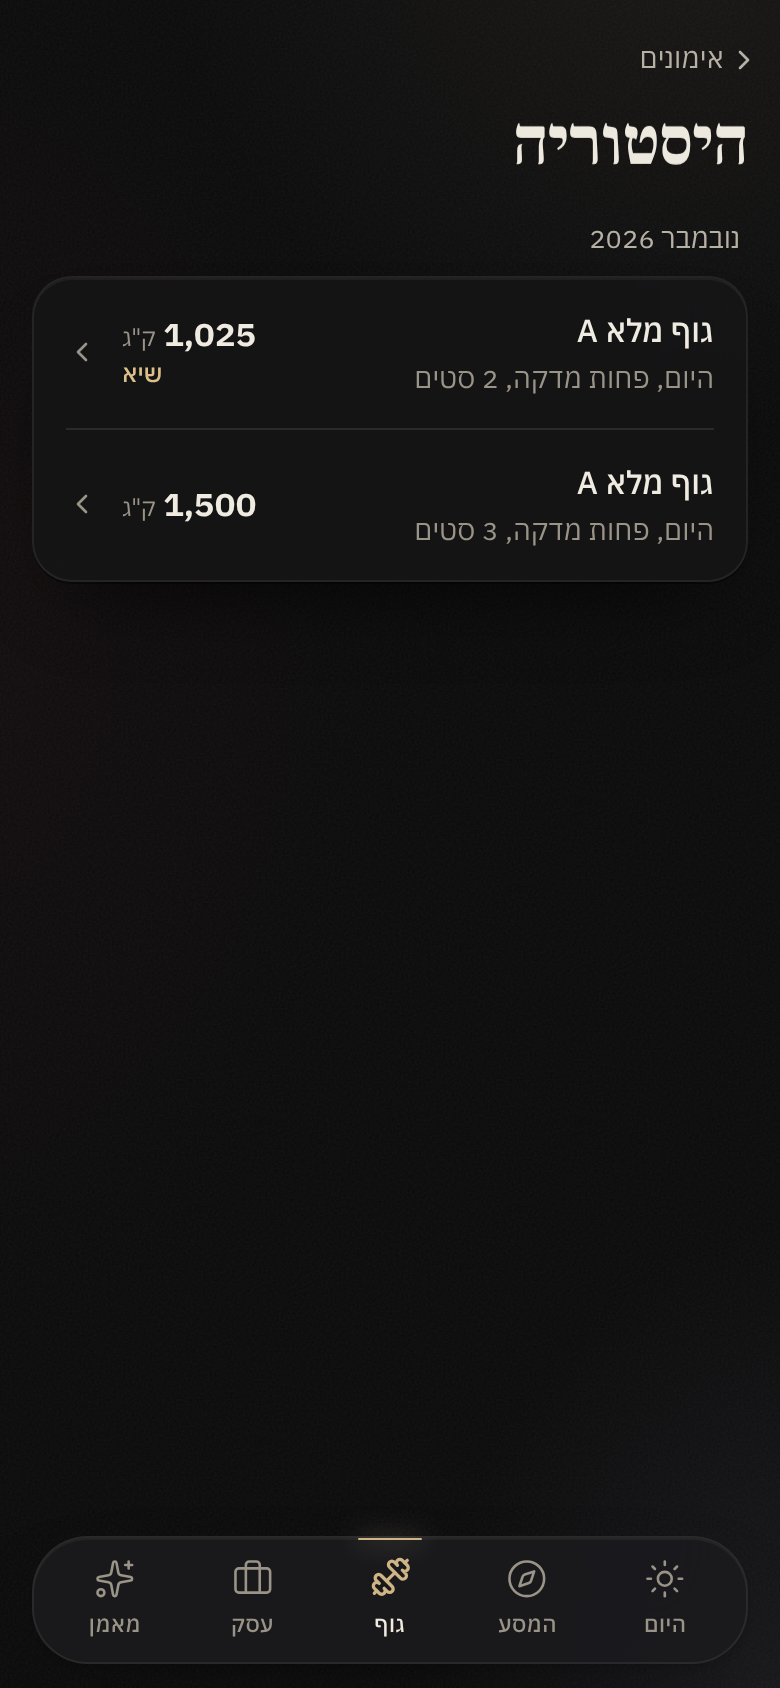 אימונים
היסטוריה
נובמבר 2026
גוף מלא A
היום, פחות מדקה, 2 סטים
1,025 ק"ג
שיא
גוף מלא A
היום, פחות מדקה, 3 סטים
1,500 ק"ג
היום
המסע
גוף
עסק
מאמן